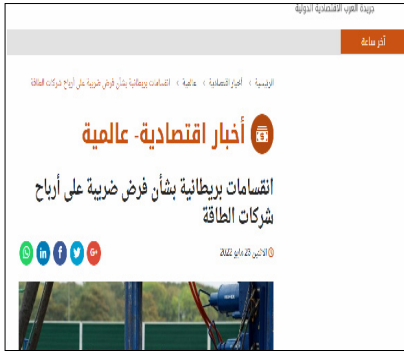 جريدة العرب الاقتصادية الدولية
آخر ساعة
الرئيسية > أخبار اقتصادية > عالمية > انقسامات بريطانية بشأن فرض ضريبة على أرباح شركات الطاقة
أخبار اقتصادية- عالمية
انقسامات بريطانية بشأن فرض ضريبة على أرباح
شركات الطاقة
الاثنين 23 مايو 2022